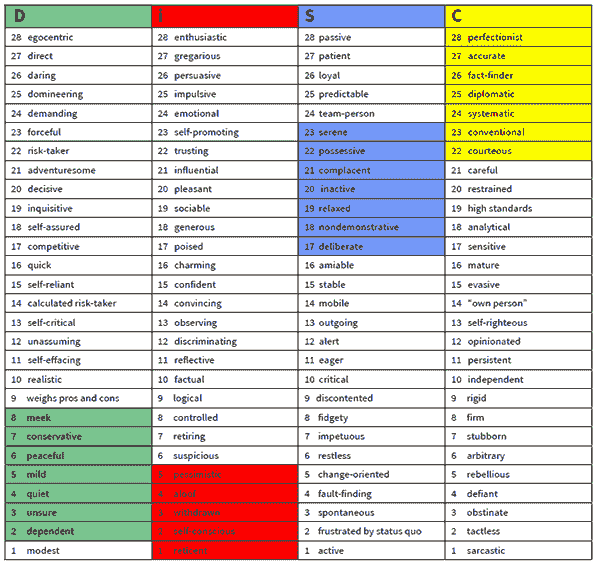 D I S C
28 egocentric 28 enthusiastic 28 passive 28 perfectionist
27 direct 27 gregarious 27 patient 27 accurate
26 daring 26 persuasive 26 loyal 26 fact-finder
25 domineering 25 impulsive 25 predictable 25 diplomatic
24 demanding 24 emotional 24 team-person 24 systematic
23 forceful 23 self-promoting 23 serene 23 conventional
22 risk-taker 22 trusting 22 possessive 22 courteous
21 adventuresome 21 influential 21 complacent 21 careful
20 decisive 20 pleasant 20 inactive 20 restrained
19 inquisitive 19 sociable 19 relaxed 19 high standards
18 self-assured 18 generous 18 nondemonstrative 18 analytical
17 competitive 17 poised 17 deliberate 17 sensitive
16 quick 16 charming 16 amiable 16 mature
15 self-reliant 15 confident 15 stable 15 evasive
14 calculated risk-taker 14 convincing 14 mobile 14 "own person"
13 self-critical 13 observing 13 outgoing 13 self-righteous
12 unassuming 12 discriminating 12 alert 12 opinionated
11 self-effacing 11 reflective 11 eager 11 persistent
10 realistic 10 factual 10 critical 10 independent
9 weighs pros and cons 9 logical 9 discontented 9 rigid
8 meek 8 controlled 8 fidgety 8 firm
7 conservative 7 retiring 7 impetuous 7 stubborn
6 peaceful 6 suspicious 6 restless 6 arbitrary
5 mild 5 change-oriented 5 rebellious
4 quiet 4 fault-finding 4 defiant
3 unsure 3 spontaneous 3 obstinate
2 dependent 2 frustrated by status quo 2 tactless
1 modest 1 active 1 sarcastic